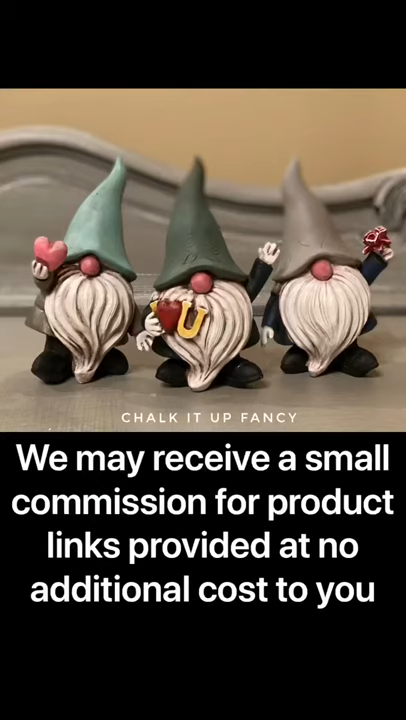 U
CHALK IT UP FANCY
We may receive a small
commission for product
links provided at no
additional cost to you